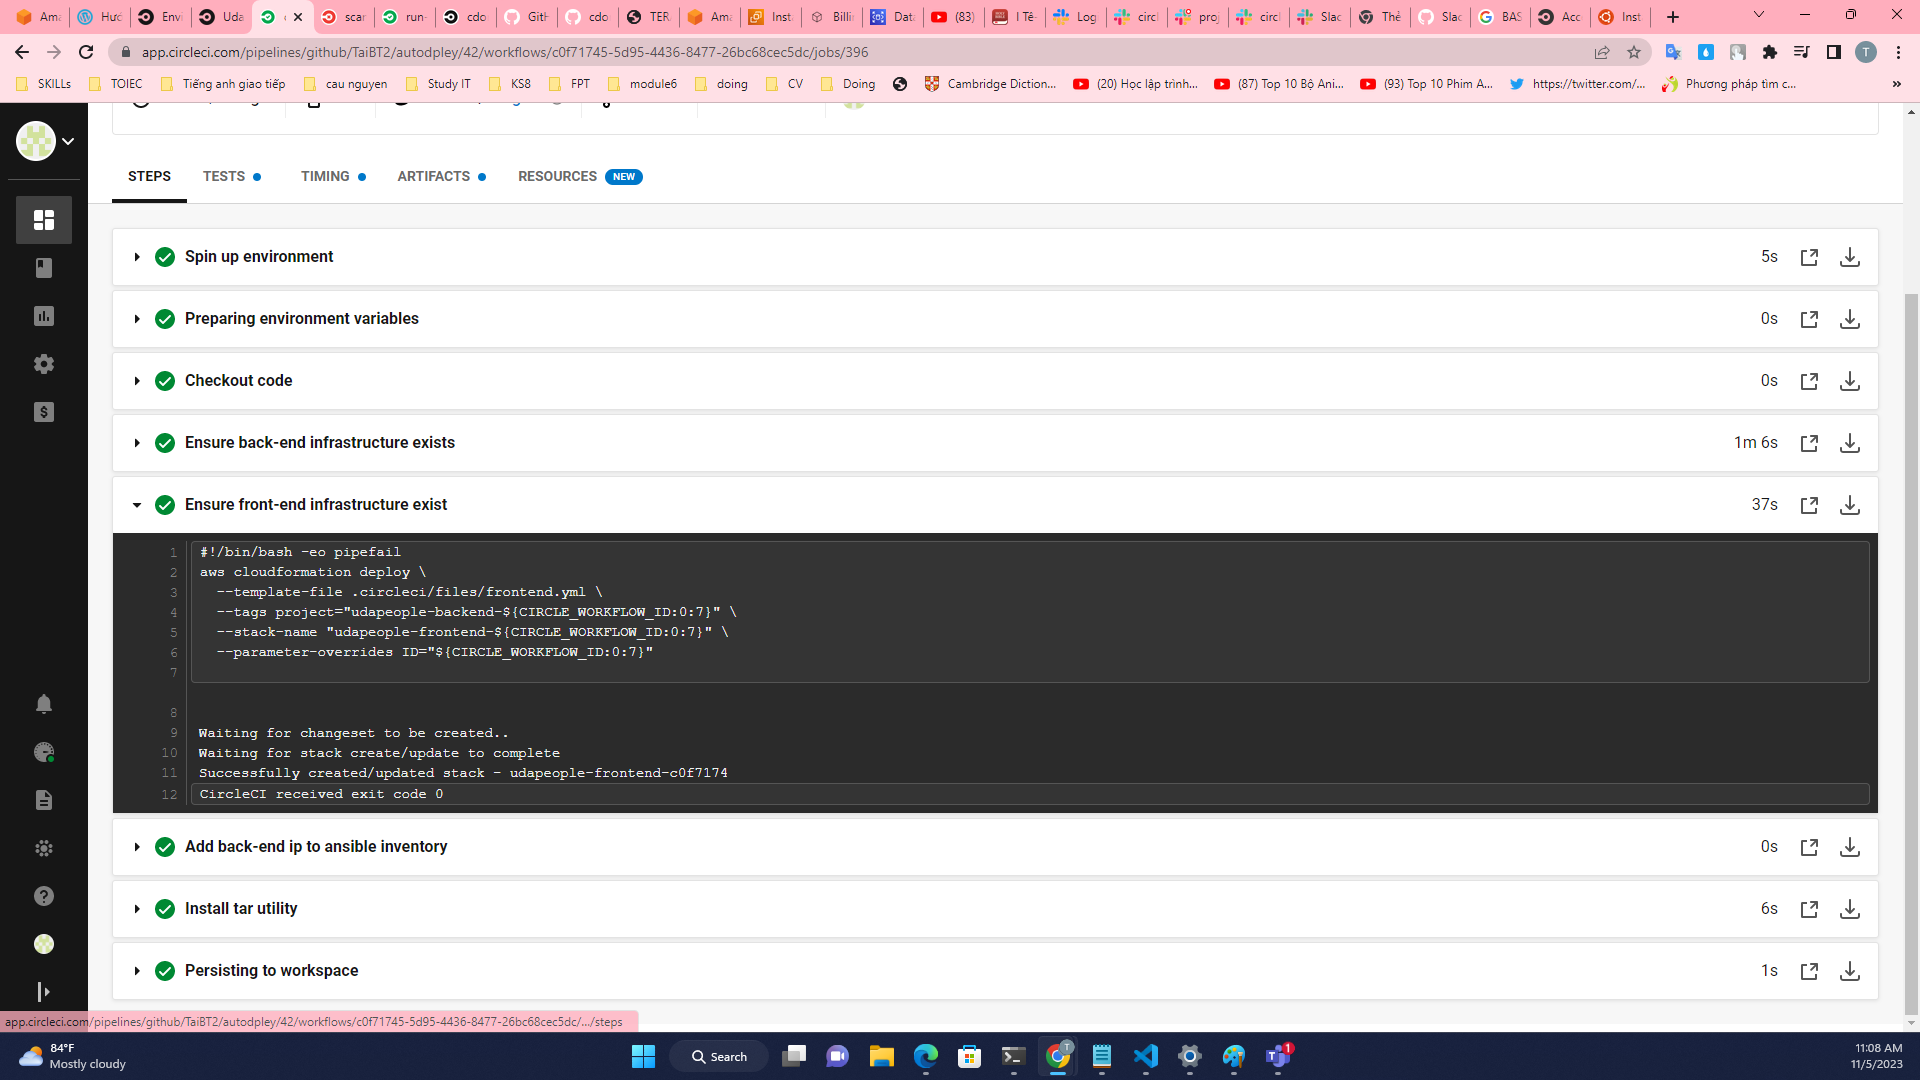 Ama
Hướ
Envi
Uda
c
scar
run-
cdo
GitH
cdo
TER
Ama
Inst
Billi
Data
(83)
I Tê
Log
circl
proj
circl
Slac
Thẻ
Slac
BAS
Acc
Inst
app.circleci.com/pipelines/github/TaiBT2/autodpley/42/workflows/c0f71745-5d95-4436-8477-26bc68cec5dc/jobs/396
T
SKILLs
TOIEC
Tiếng anh giao tiếp
cau nguyen
Study IT
KS8
FPT
module6
doing
CV
Doing
Cambridge Diction...
(20) Học lập trình...
(87) Top 10 Bộ Ani...
(93) Top 10 Phim A...
https://twitter.com/...
Phương pháp tìm c...
»
STEPS
TESTS
TIMING
ARTIFACTS
RESOURCES NEW
Spin up environment 5s
Preparing environment variables 0s
Checkout code 0s
Ensure back-end infrastructure exists 1m 6s
Ensure front-end infrastructure exist 37s
1 #!/bin/bash -eo pipefail
2 aws cloudformation deploy \
3 --template-file .circleci/files/frontend.yml \
4 --tags project="udapeople-backend-${CIRCLE_WORKFLOW_ID:0:7}" \
5 --stack-name "udapeople-frontend-${CIRCLE_WORKFLOW_ID:0:7}" \
6 --parameter-overrides ID="${CIRCLE_WORKFLOW_ID:0:7}"
7
8
9 Waiting for changeset to be created..
10 Waiting for stack create/update to complete
11 Successfully created/updated stack - udapeople-frontend-c0f7174
12 CircleCI received exit code 0
Add back-end ip to ansible inventory 0s
Install tar utility 6s
Persisting to workspace 1s
app.circleci.com/pipelines/github/TaiBT2/autodpley/42/workflows/c0f71745-5d95-4436-8477-26bc68cec5dc/.../steps
84°F
Mostly cloudy
Search
T
1
11:08 AM
11/5/2023